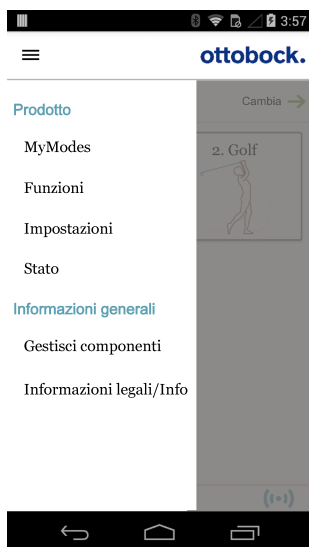 3:57
ottobock.
Prodotto
Cambia
MyModes
2. Golf
Funzioni
Impostazioni
Stato
Informazioni generali
Gestisci componenti
Informazioni legali/Info